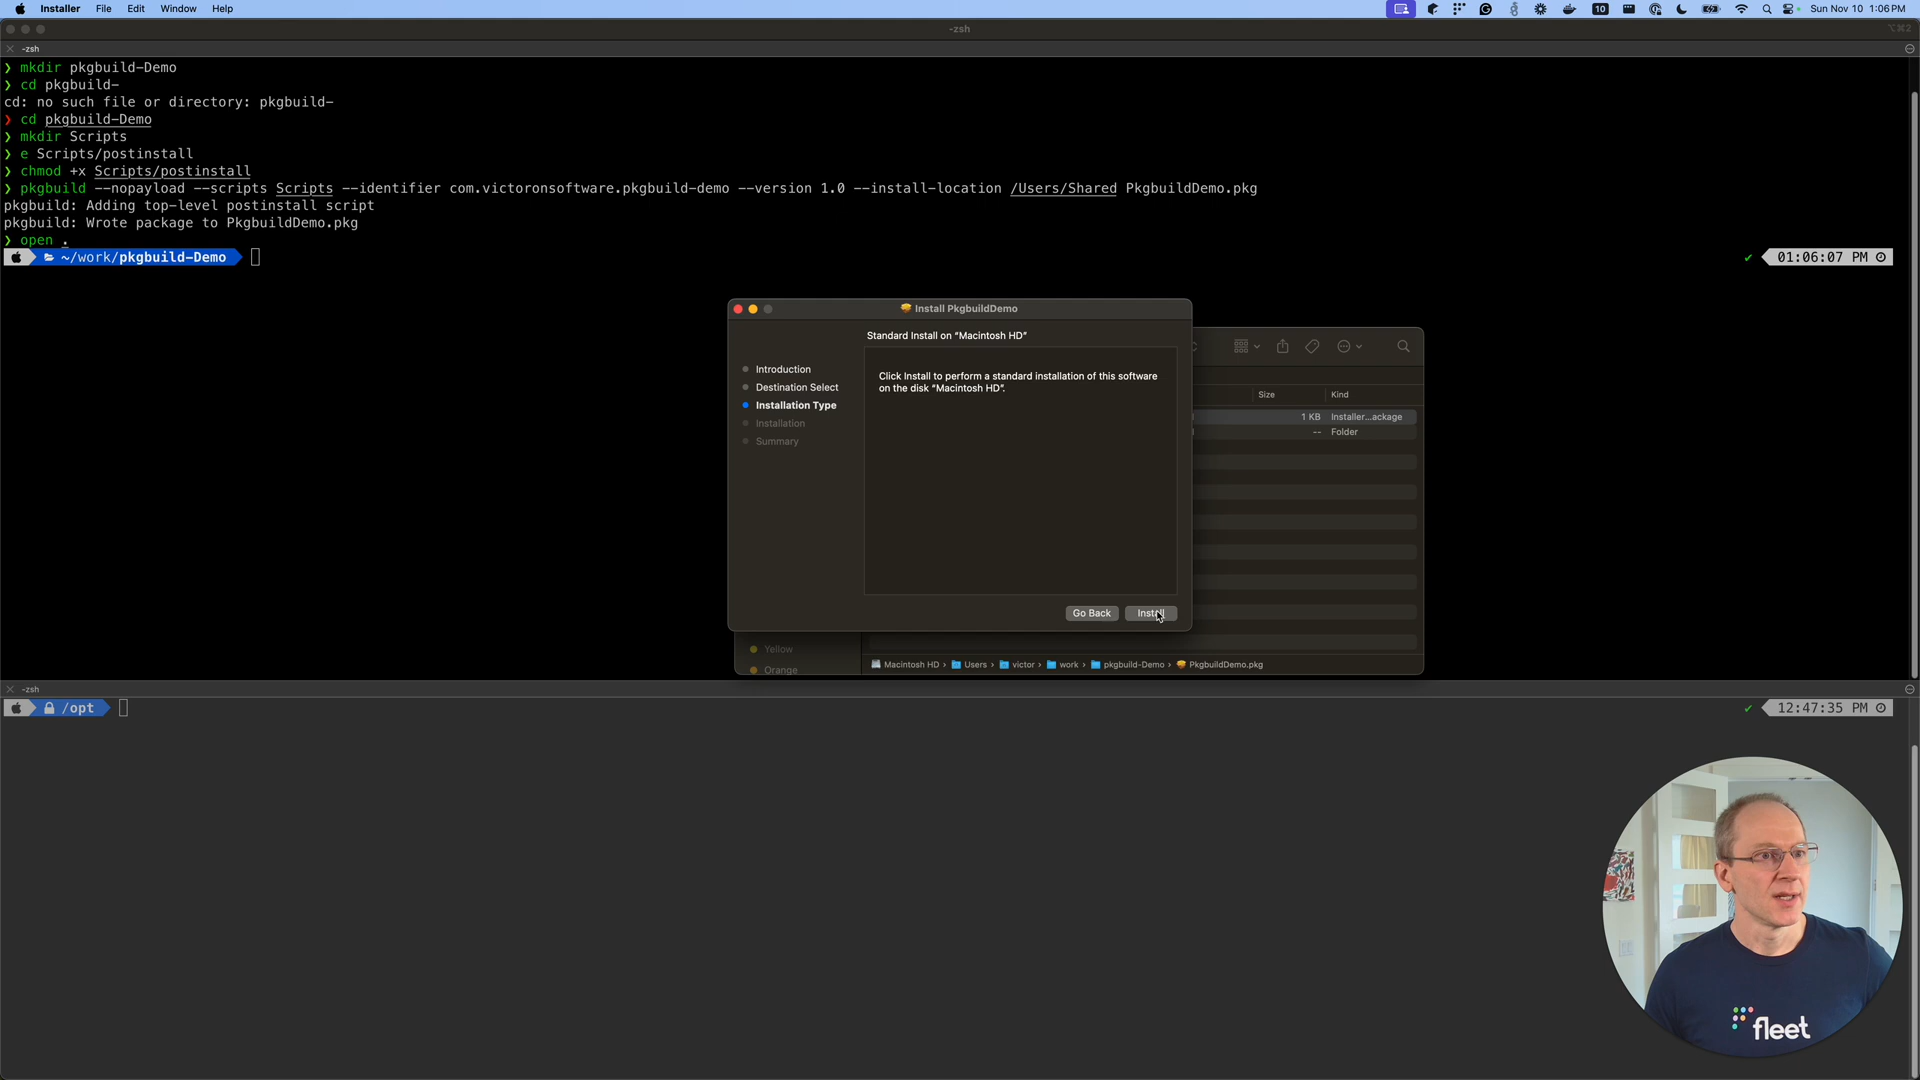 Installer File Edit Window Help
10
Sun Nov 10 1:06 PM
-zsh
⌥⌘2
-zsh
❯ mkdir pkgbuild-Demo
❯ cd pkgbuild-
cd: no such file or directory: pkgbuild-
❯ cd pkgbuild-Demo
❯ mkdir Scripts
❯ e Scripts/postinstall
❯ chmod +x Scripts/postinstall
❯ pkgbuild --nopayload --scripts Scripts --identifier com.victoronsoftware.pkgbuild-demo --version 1.0 --install-location /Users/Shared PkgbuildDemo.pkg
pkgbuild: Adding top-level postinstall script
pkgbuild: Wrote package to PkgbuildDemo.pkg
❯ open .
~/work/pkgbuild-Demo
✔ 01:06:07 PM
Install PkgbuildDemo
Standard Install on “Macintosh HD”
Introduction
Destination Select
Installation Type
Installation
Summary
Click Install to perform a standard installation of this software
on the disk “Macintosh HD”.
Go Back Install
Size Kind
1 KB Installer...ackage
-- Folder
Yellow
Orange
Macintosh HD › Users › victor › work › pkgbuild-Demo › PkgbuildDemo.pkg
-zsh
/opt
✔ 12:47:35 PM
fleet